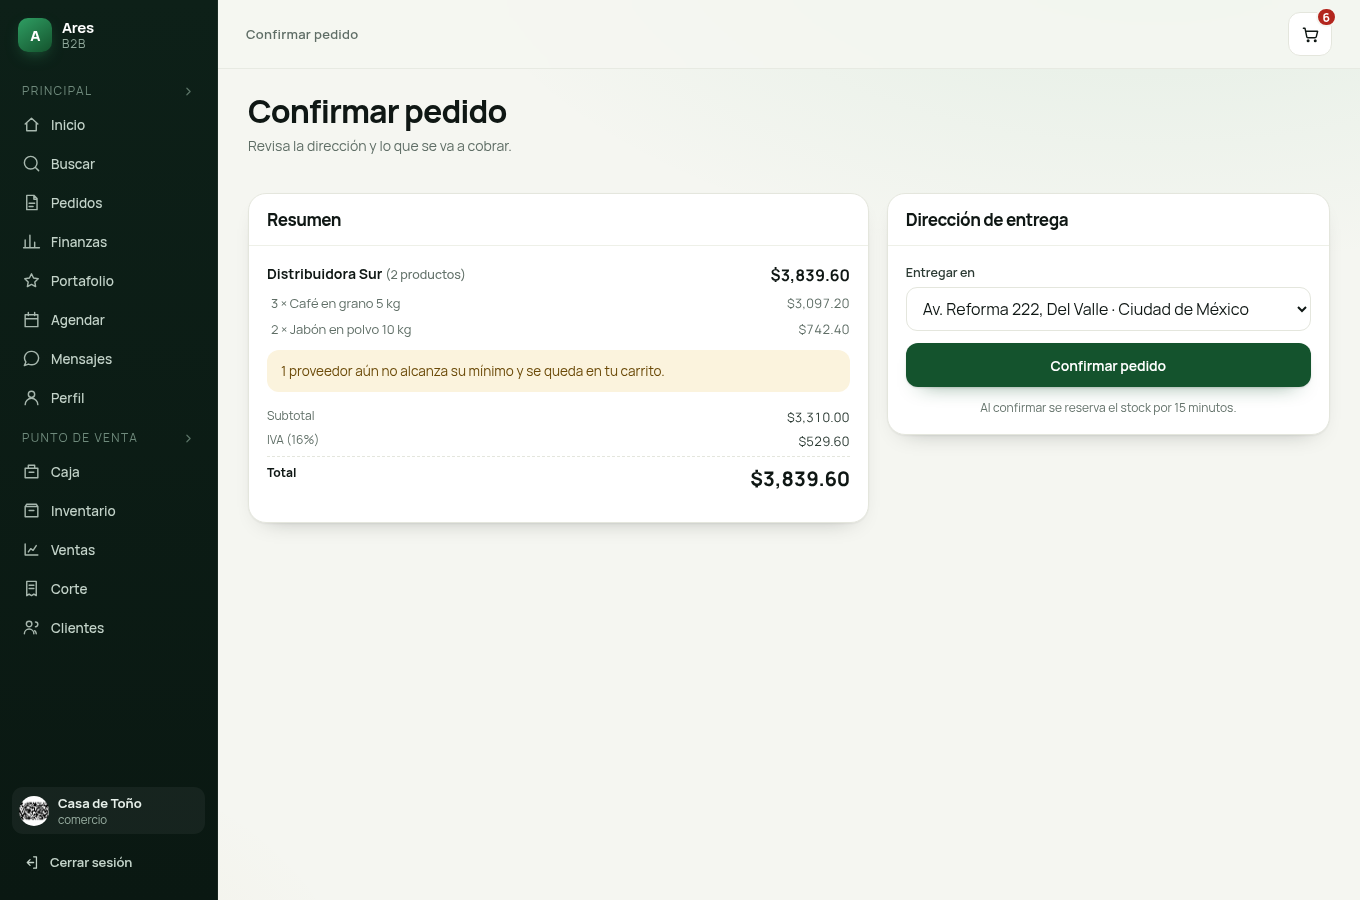 A
Ares
B2B
PRINCIPAL
Inicio
Buscar
Pedidos
Finanzas
Portafolio
Agendar
Mensajes
Perfil
PUNTO DE VENTA
Caja
Inventario
Ventas
Corte
Clientes
Casa de Toño
comercio
Cerrar sesión
Confirmar pedido
6
Confirmar pedido
Revisa la dirección y lo que se va a cobrar.
Resumen
Distribuidora Sur (2 productos) $3,839.60
3 × Café en grano 5 kg $3,097.20
2 × Jabón en polvo 10 kg $742.40
1 proveedor aún no alcanza su mínimo y se queda en tu carrito.
Subtotal $3,310.00
IVA (16%) $529.60
Total $3,839.60
Dirección de entrega
Entregar en
Av. Reforma 222, Del Valle · Ciudad de México
Confirmar pedido
Al confirmar se reserva el stock por 15 minutos.